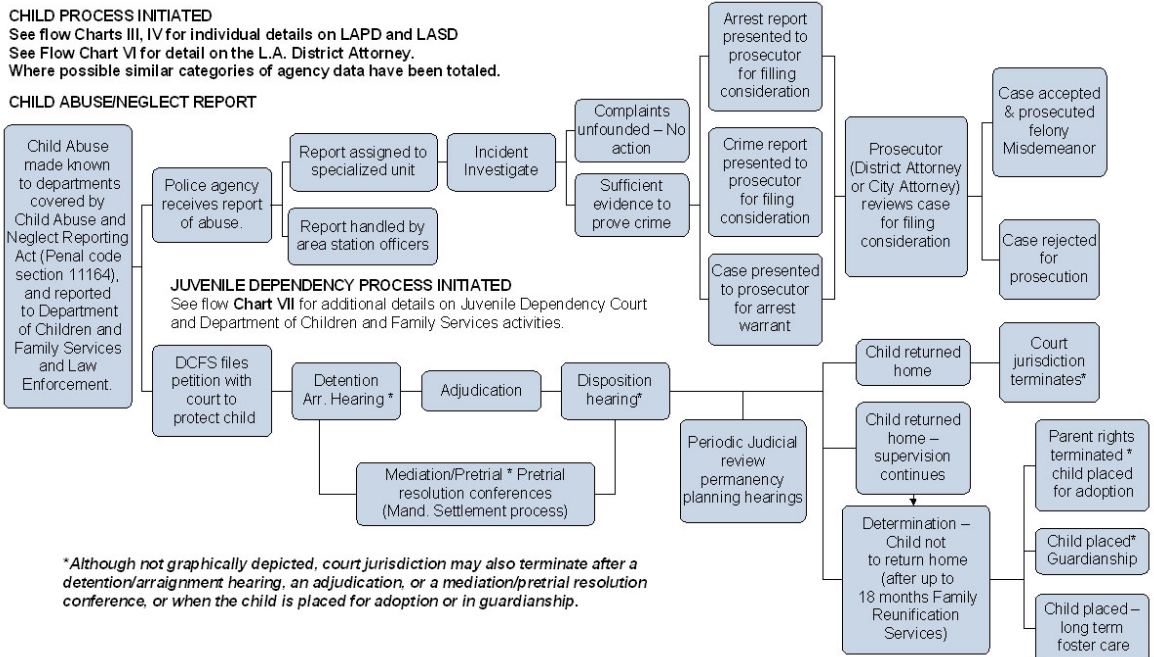 CHILD PROCESS INITIATED
See flow Charts III, IV for individual details on LAPD and LASD
See Flow Chart VI for detail on the L.A. District Attorney.
Where possible similar categories of agency data have been totaled.
CHILD ABUSE/NEGLECT REPORT
Child Abuse
made known
to departments
covered by
Child Abuse and
Neglect Reporting
Act (Penal code
section 11164),
and reported
to Department
of Children and
Family Services
and Law
Enforcement.
Police agency
receives report
of abuse.
Report assigned to
specialized unit
Report handled by
area station officers
Incident
Investigate
Complaints
unfounded – No
action
Sufficient
evidence to
prove crime
Arrest report
presented to
prosecutor
for filling
consideration
Crime report
presented to
prosecutor
for filling
consideration
Case presented
to prosecutor
for arrest
warrant
Prosecutor
(District Attorney
or City Attorney)
reviews case
for filing
consideration
Case accepted
& prosecuted
felony
Misdemeanor
Case rejected
for
prosecution
JUVENILE DEPENDENCY PROCESS INITIATED
See flow Chart VII for additional details on Juvenile Dependency Court
and Department of Children and Family Services activities.
DCFS files
petition with
court to
protect child
Detention
Arr. Hearing *
Adjudication
Disposition
hearing*
Mediation/Pretrial * Pretrial
resolution conferences
(Mand. Settlement process)
Periodic Judicial
review
permanency
planning hearings
Child returned
home
Court
jurisdiction
terminates*
Child returned
home –
supervision
continues
Determination –
Child not
to return home
(after up to
18 months Family
Reunification
Services)
Parent rights
terminated *
child placed
for adoption
Child placed*
Guardianship
Child placed –
long term
foster care
*Although not graphically depicted, court jurisdiction may also terminate after a
detention/arraignment hearing, an adjudication, or a mediation/pretrial resolution
conference, or when the child is placed for adoption or in guardianship.